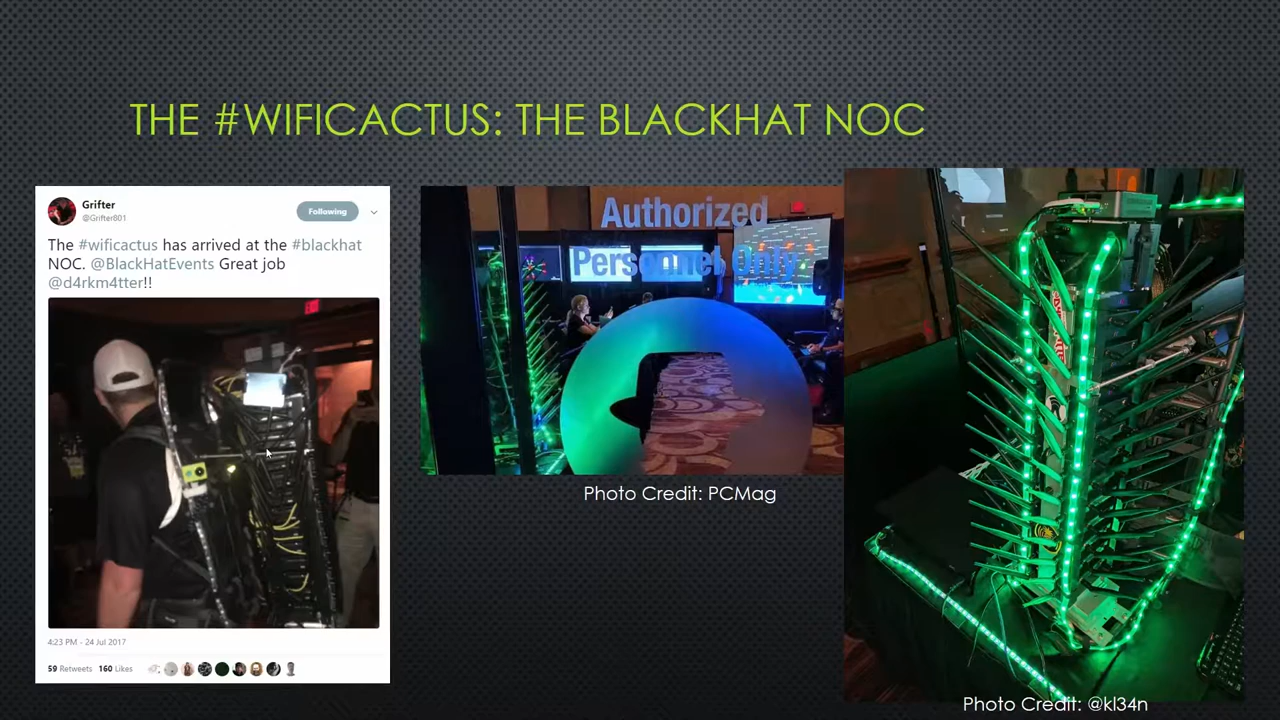 THE #WIFICACTUS: THE BLACKHAT NOC
Grifter
@Grifter801
Following
The #wificactus has arrived at the #blackhat
NOC. @BlackHatEvents Great job
@d4rkm4tter!!
4:23 PM - 24 Jul 2017
59 Retweets 160 Likes
Authorized
Personnel Only
Photo Credit: PCMag
Photo Credit: @kl34n